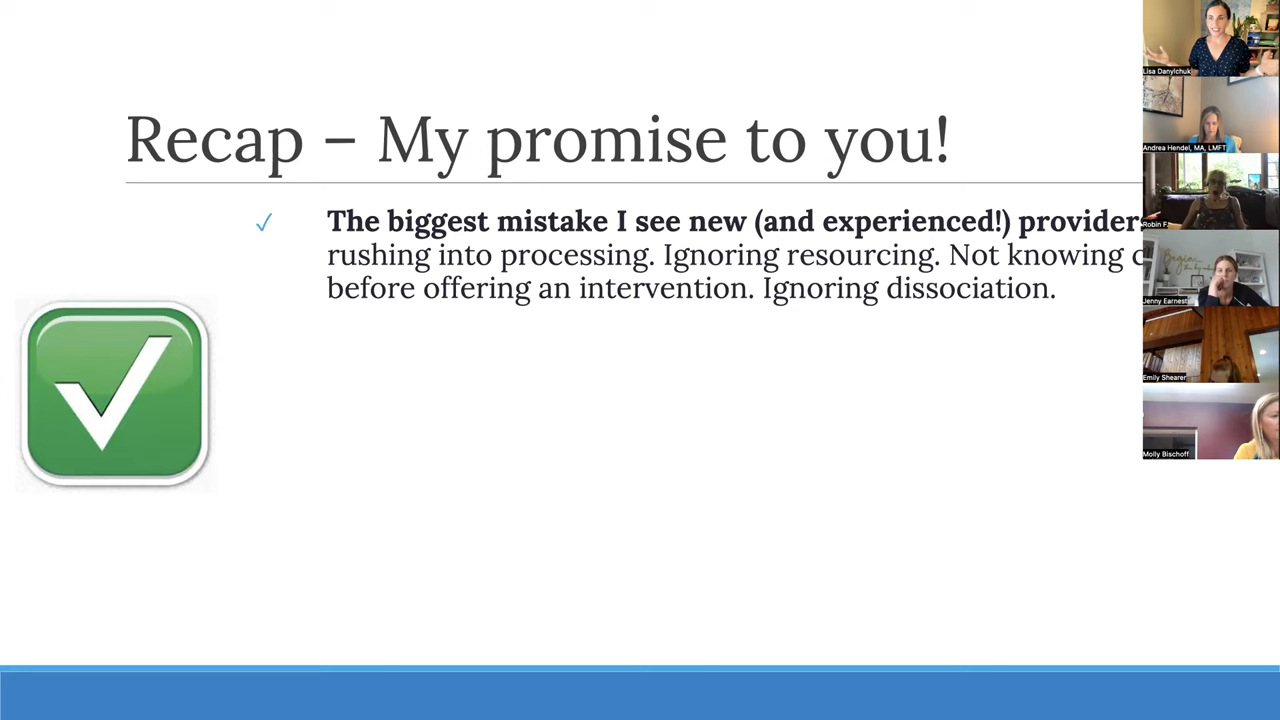 Recap – My promise to you!
✓ The biggest mistake I see new (and experienced!)
rushing into processing. Ignoring resourcing. Not knowing
before offering an intervention. Ignoring dissociation.
Lisa Danylchuk
Andrea Hendel, MA, LMFT
Robin F.
Jenny Earnest
Emily Shearer
Molly Bischoff